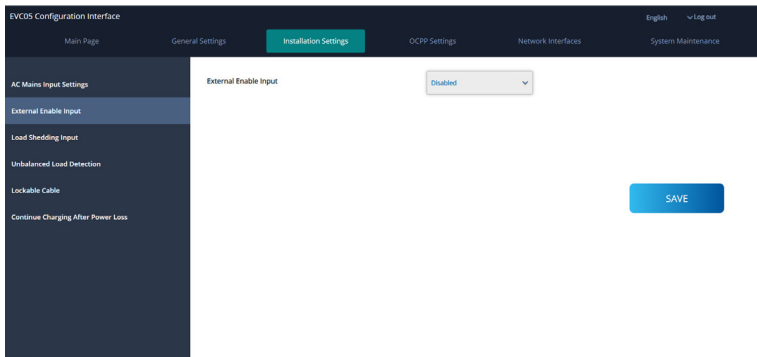 EVC05 Configuration Interface
English
Log out
Main Page
General Settings
Installation Settings
OCPP Settings
Network Interfaces
System Maintenance
AC Mains Input Settings
External Enable Input
Load Shedding Input
Unbalanced Load Detection
Lockable Cable
Continue Charging After Power Loss
External Enable Input
Disabled
SAVE